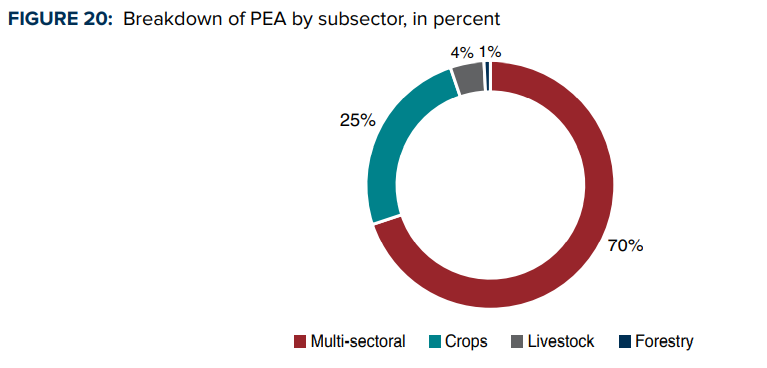 FIGURE 20: Breakdown of PEA by subsector, in percent
4% 1%
25%
70%
Multi-sectoral Crops Livestock Forestry